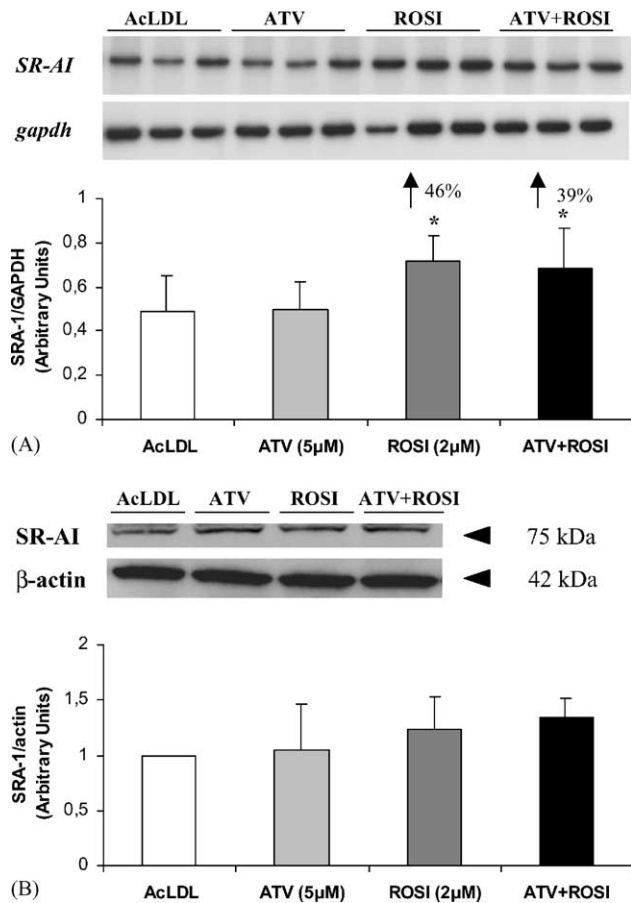 AcLDL ATV ROSI ATV+ROSI
SR-AI
gapdh
46% 39%
* *
1
0,8
0,6
0,4
0,2
0
SRA-1/GAPDH
(Arbitrary Units)
(A) AcLDL ATV (5μM) ROSI (2μM) ATV+ROSI
AcLDL ATV ROSI ATV+ROSI
SR-AI 75 kDa
β-actin 42 kDa
2
1,5
1
0,5
0
SRA-1/actin
(Arbitrary Units)
(B) AcLDL ATV (5μM) ROSI (2μM) ATV+ROSI